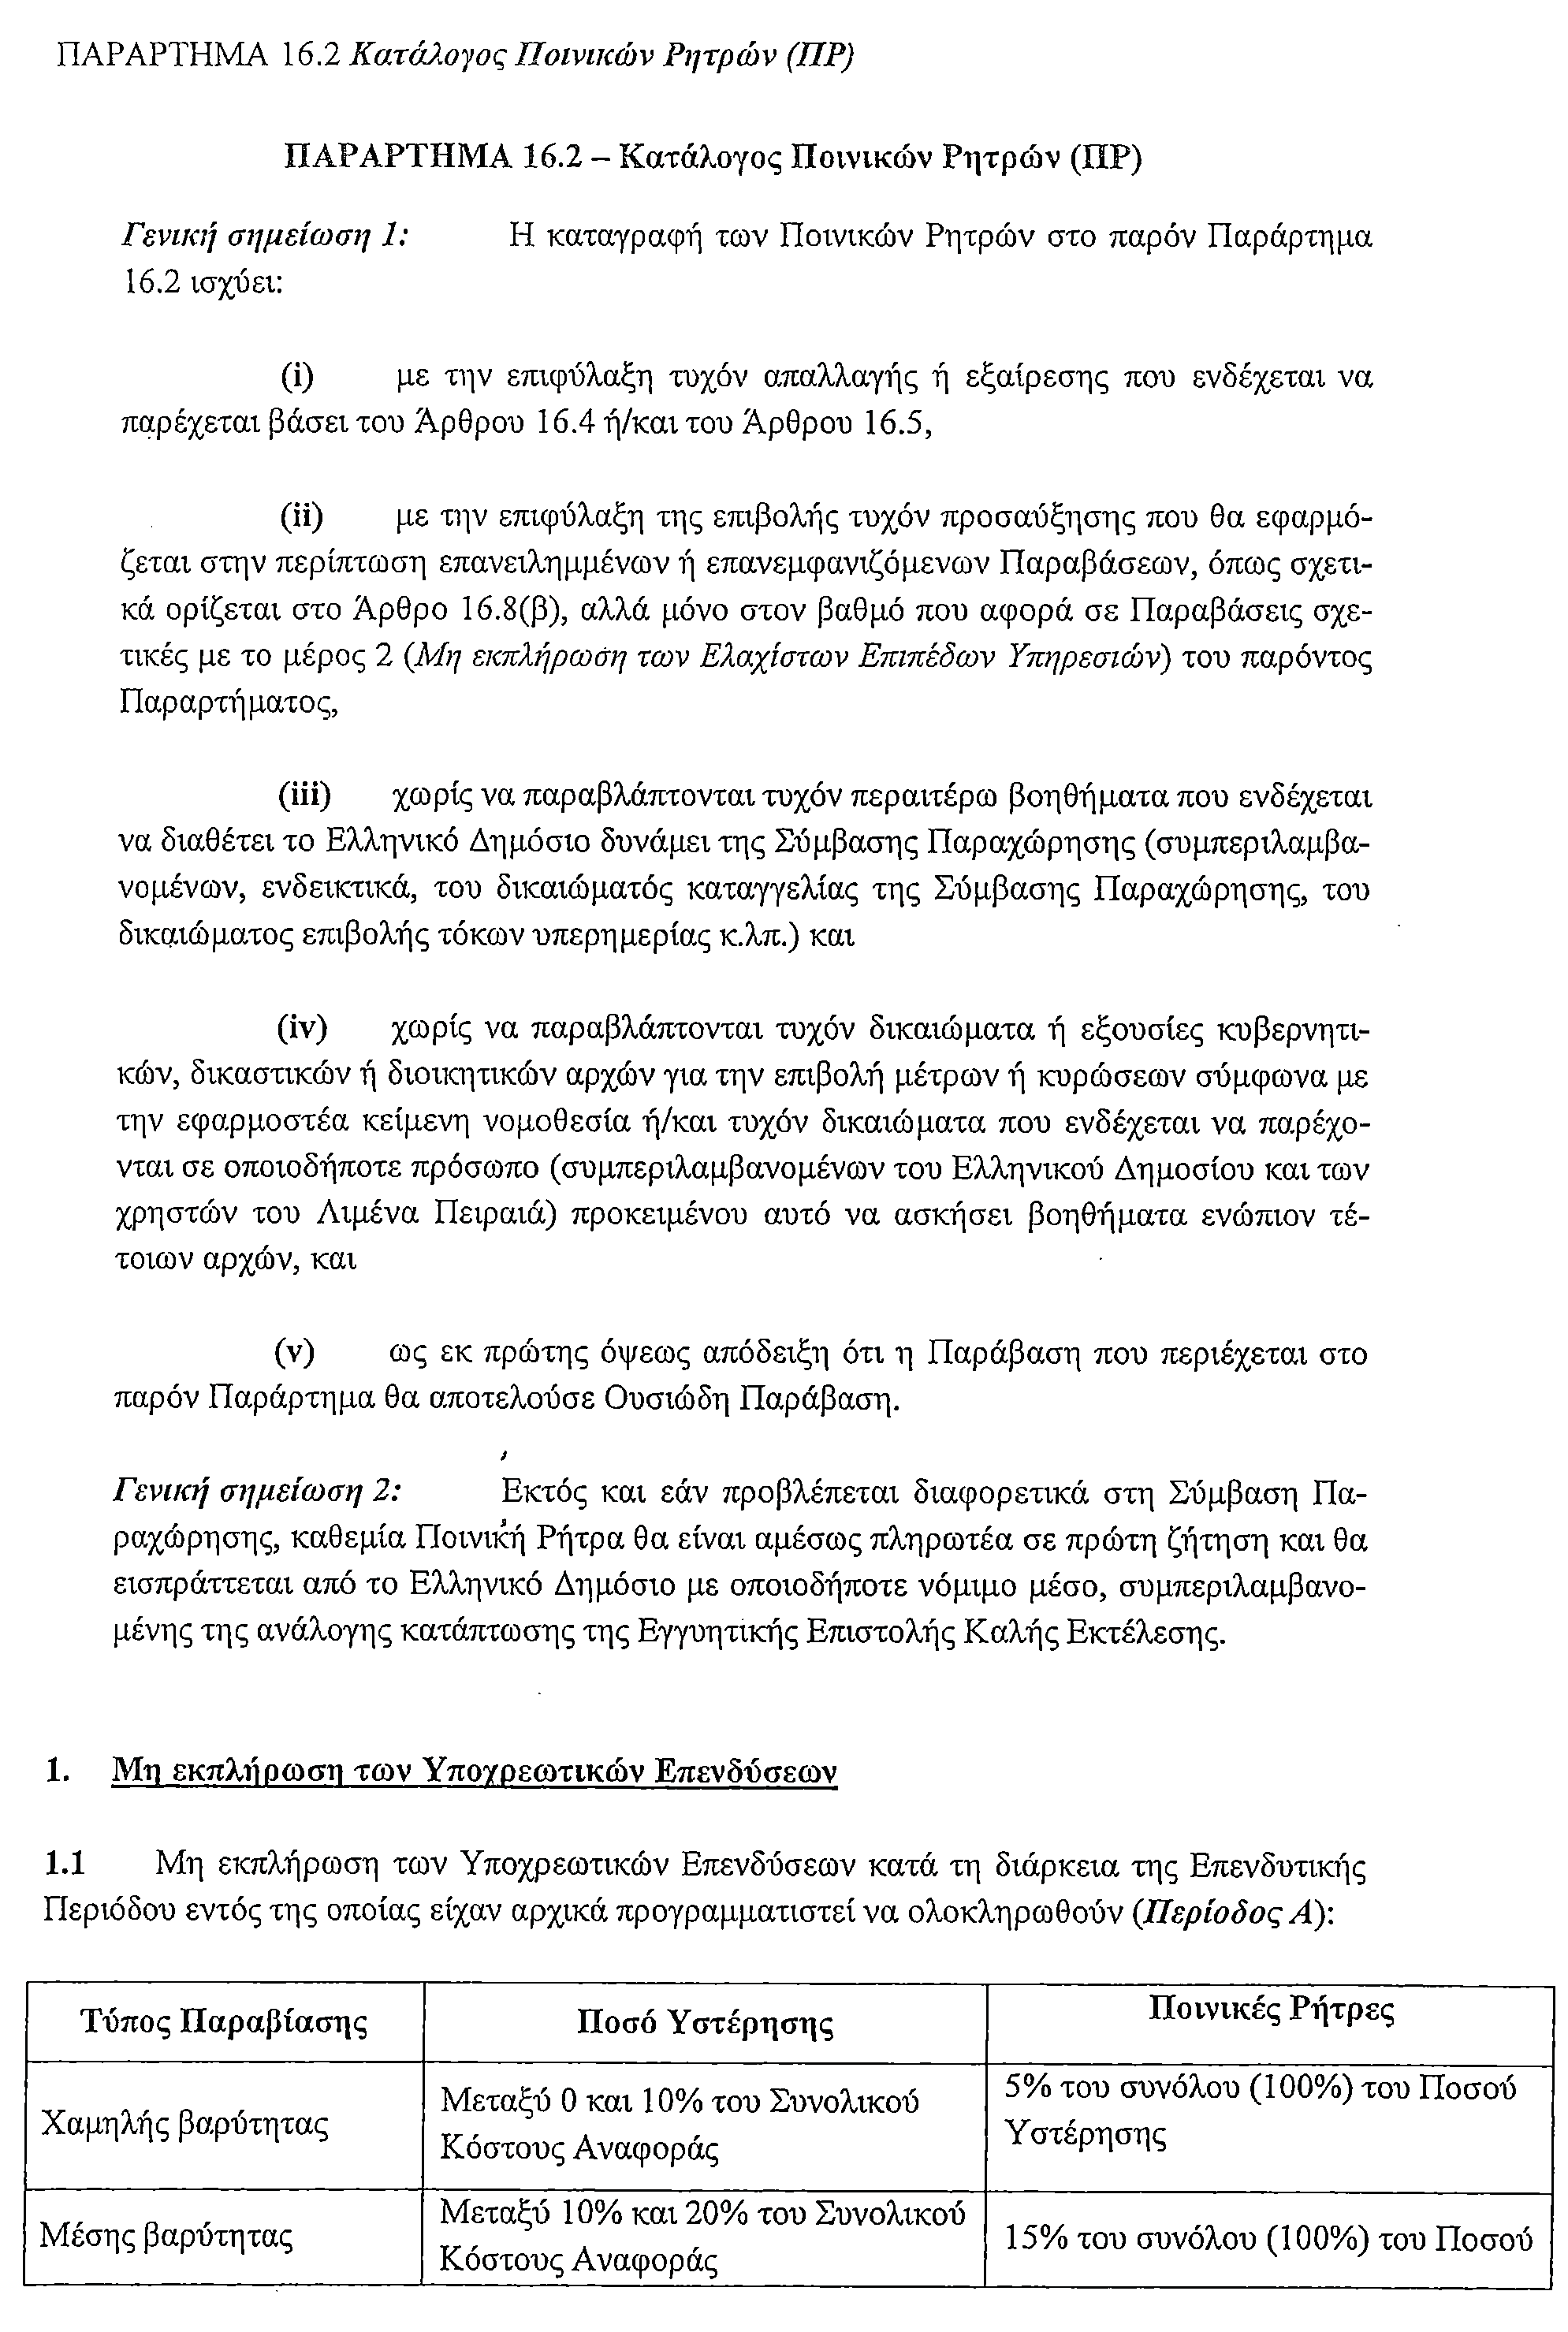 ΠΑΡΑΡΤΗΜΑ 16.2 Κατάλογος Ποινικών Ρητρών (ΠΡ)
ΠΑΡΑΡΤΗΜΑ 16.2 – Κατάλογος Ποινικών Ρητρών (ΠΡ)
Γενική σημείωση 1: Η καταγραφή των Ποινικών Ρητρών στο παρόν Παράρτημα
16.2 ισχύει:
(i) με την επιφύλαξη τυχόν απαλλαγής ή εξαίρεσης που ενδέχεται να
παρέχεται βάσει του Άρθρου 16.4 ή/και του Άρθρου 16.5,
(ii) με την επιφύλαξη της επιβολής τυχόν προσαύξησης που θα εφαρμό-
ζεται στην περίπτωση επανειλημμένων ή επανεμφανιζόμενων Παραβάσεων, όπως σχετι-
κά ορίζεται στο Άρθρο 16.8(β), αλλά μόνο στον βαθμό που αφορά σε Παραβάσεις σχε-
τικές με το μέρος 2 (Μη εκπλήρωση των Ελαχίστων Επιπέδων Υπηρεσιών) του παρόντος
Παραρτήματος,
(iii) χωρίς να παραβλάπτονται τυχόν περαιτέρω βοηθήματα που ενδέχεται
να διαθέτει το Ελληνικό Δημόσιο δυνάμει της Σύμβασης Παραχώρησης (συμπεριλαμβα-
νομένων, ενδεικτικά, του δικαιώματός καταγγελίας της Σύμβασης Παραχώρησης, του
δικαιώματος επιβολής τόκων υπερημερίας κ.λπ.) και
(iv) χωρίς να παραβλάπτονται τυχόν δικαιώματα ή εξουσίες κυβερνητι-
κών, δικαστικών ή διοικητικών αρχών για την επιβολή μέτρων ή κυρώσεων σύμφωνα με
την εφαρμοστέα κείμενη νομοθεσία ή/και τυχόν δικαιώματα που ενδέχεται να παρέχο-
νται σε οποιοδήποτε πρόσωπο (συμπεριλαμβανομένων του Ελληνικού Δημοσίου και των
χρηστών του Λιμένα Πειραιά) προκειμένου αυτό να ασκήσει βοηθήματα ενώπιον τέ-
τοιων αρχών, και
(v) ως εκ πρώτης όψεως απόδειξη ότι η Παράβαση που περιέχεται στο
παρόν Παράρτημα θα αποτελούσε Ουσιώδη Παράβαση.
Γενική σημείωση 2: Εκτός και εάν προβλέπεται διαφορετικά στη Σύμβαση Πα-
ραχώρησης, καθεμία Ποινική Ρήτρα θα είναι αμέσως πληρωτέα σε πρώτη ζήτηση και θα
εισπράττεται από το Ελληνικό Δημόσιο με οποιοδήποτε νόμιμο μέσο, συμπεριλαμβανο-
μένης της ανάλογης κατάπτωσης της Εγγυητικής Επιστολής Καλής Εκτέλεσης.
1. Μη εκπλήρωση των Υποχρεωτικών Επενδύσεων
1.1 Μη εκπλήρωση των Υποχρεωτικών Επενδύσεων κατά τη διάρκεια της Επενδυτικής
Περιόδου εντός της οποίας είχαν αρχικά προγραμματιστεί να ολοκληρωθούν (Περίοδος Α):
Τύπος Παραβίασης Ποσό Υστέρησης Ποινικές Ρήτρες
Χαμηλής βαρύτητας
Μεταξύ 0 και 10% του Συνολικού
Κόστους Αναφοράς
5% του συνόλου (100%) του Ποσού
Υστέρησης
Μέσης βαρύτητας
Μεταξύ 10% και 20% του Συνολικού
Κόστους Αναφοράς
15% του συνόλου (100%) του Ποσού